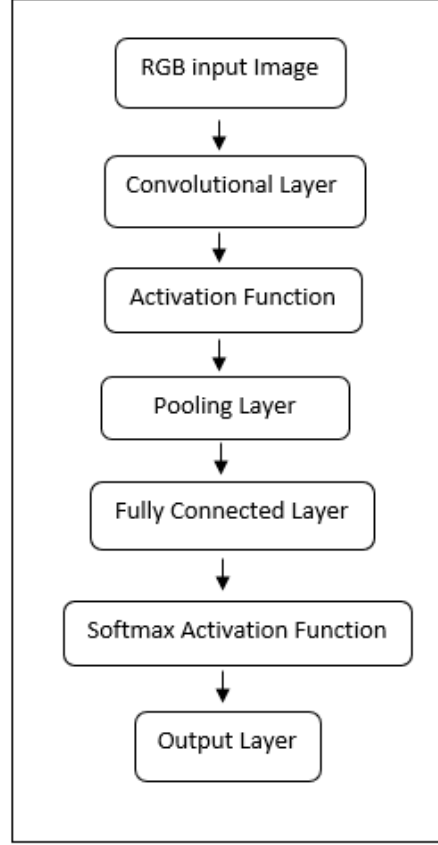 RGB input Image
Convolutional Layer
Activation Function
Pooling Layer
Fully Connected Layer
Softmax Activation Function
Output Layer